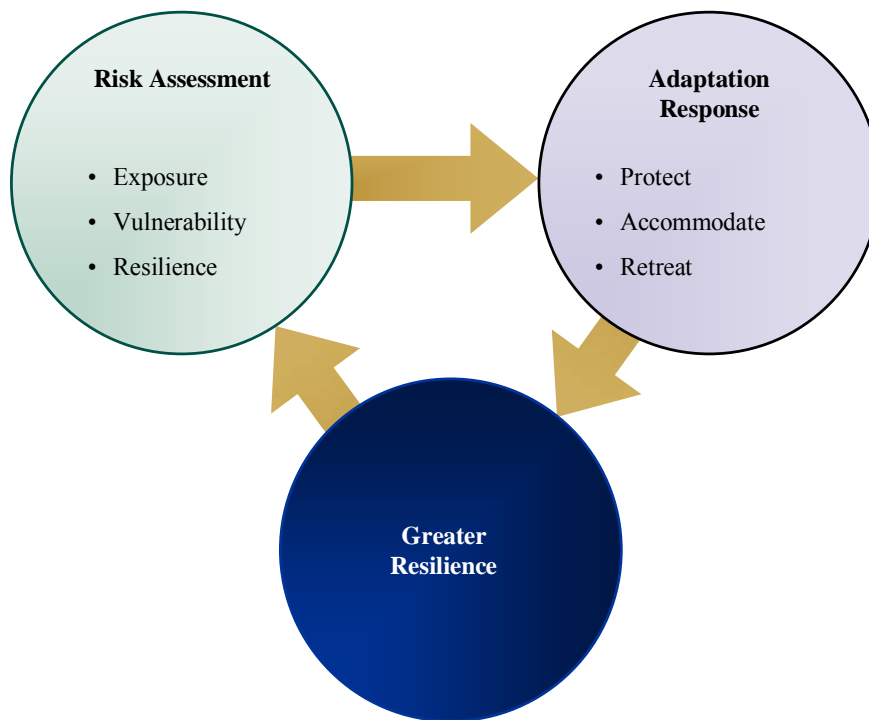 Risk Assessment
• Exposure
• Vulnerability
• Resilience
Adaptation
Response
• Protect
• Accommodate
• Retreat
Greater
Resilience